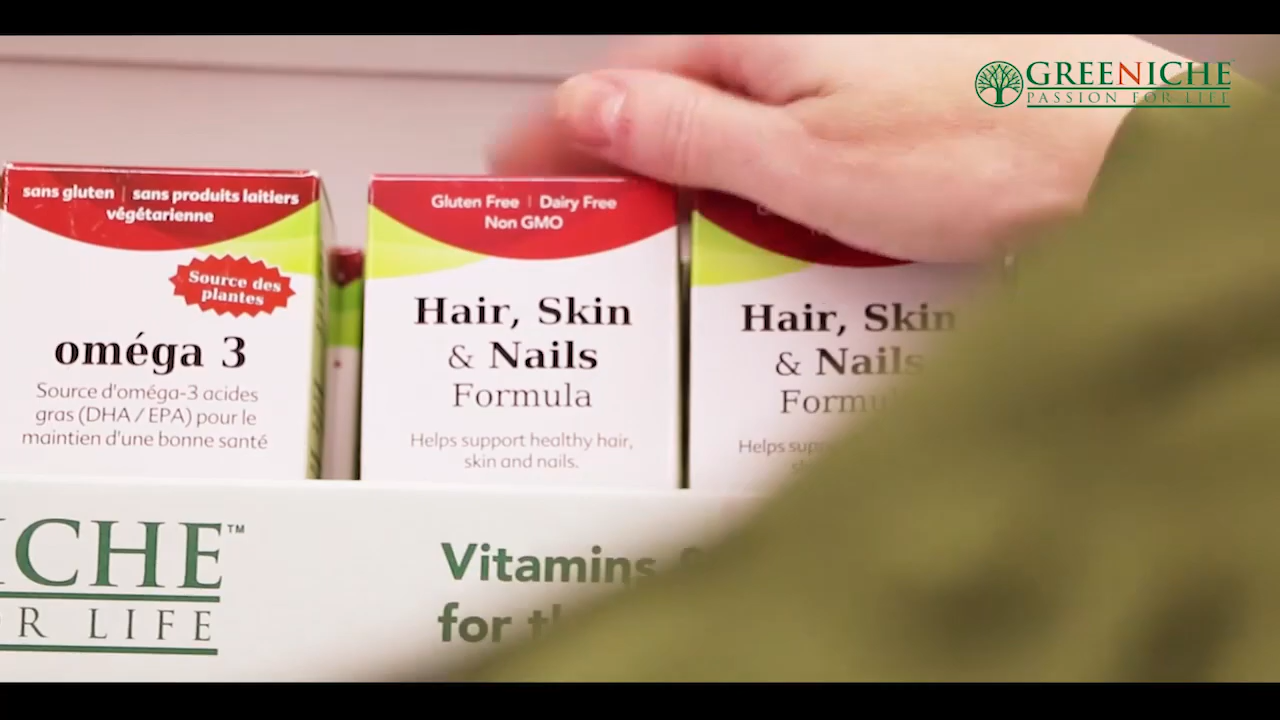 GREENICHE
PASSION FOR LIFE
sans gluten | sans produits laitiers
végétarienne
Source des
plantes
oméga 3
Source d'oméga-3 acides
gras (DHA / EPA) pour le
maintien d'une bonne santé
Gluten Free | Dairy Free
Non GMO
Hair, Skin
& Nails
Formula
Helps support healthy hair,
skin and nails.
Hair, Skin
& Nails
Helps
ICHE™
R LIFE
Vitamins
for